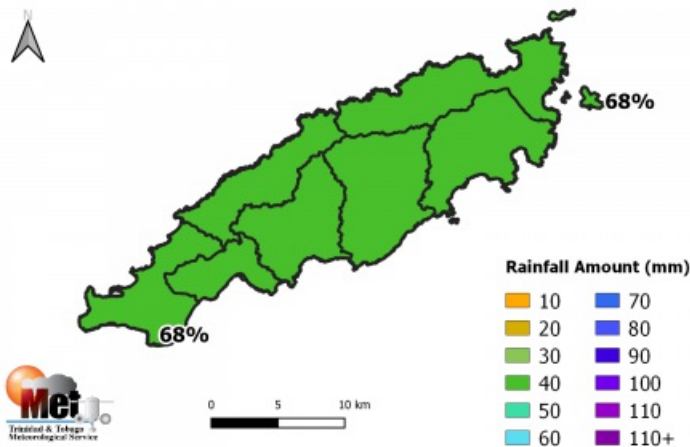 N
68%
68%
Rainfall Amount (mm)
10 70
20 80
30 90
40 100
50 110
60 110+
0 5 10 km
Met
Trinidad & Tobago
Meteorological Service